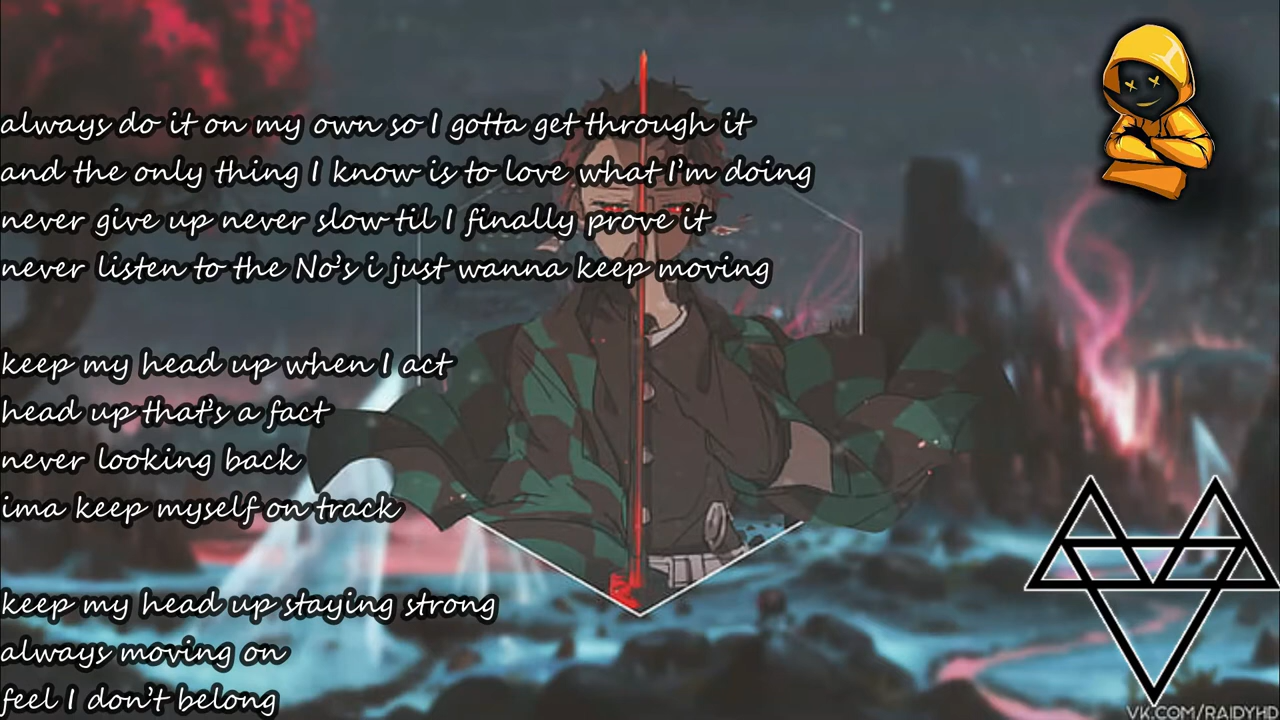 always do it on my own so I gotta get through it
and the only thing I know is to love what I'm doing
never give up never slow til I finally prove it
never listen to the No's i just wanna keep moving
keep my head up when I act
head up that's a fact
never looking back
ima keep myself on track
keep my head up staying strong
always moving on
feel I don't belong
VK.COM/RAIDYHD